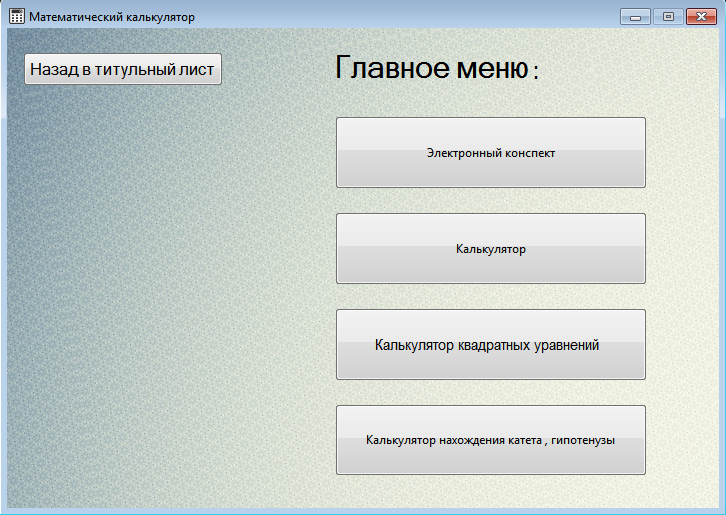 Математический калькулятор
Назад в титульный лист
Главное меню :
Электронный конспект
Калькулятор
Калькулятор квадратных уравнений
Калькулятор нахождения катета , гипотенузы